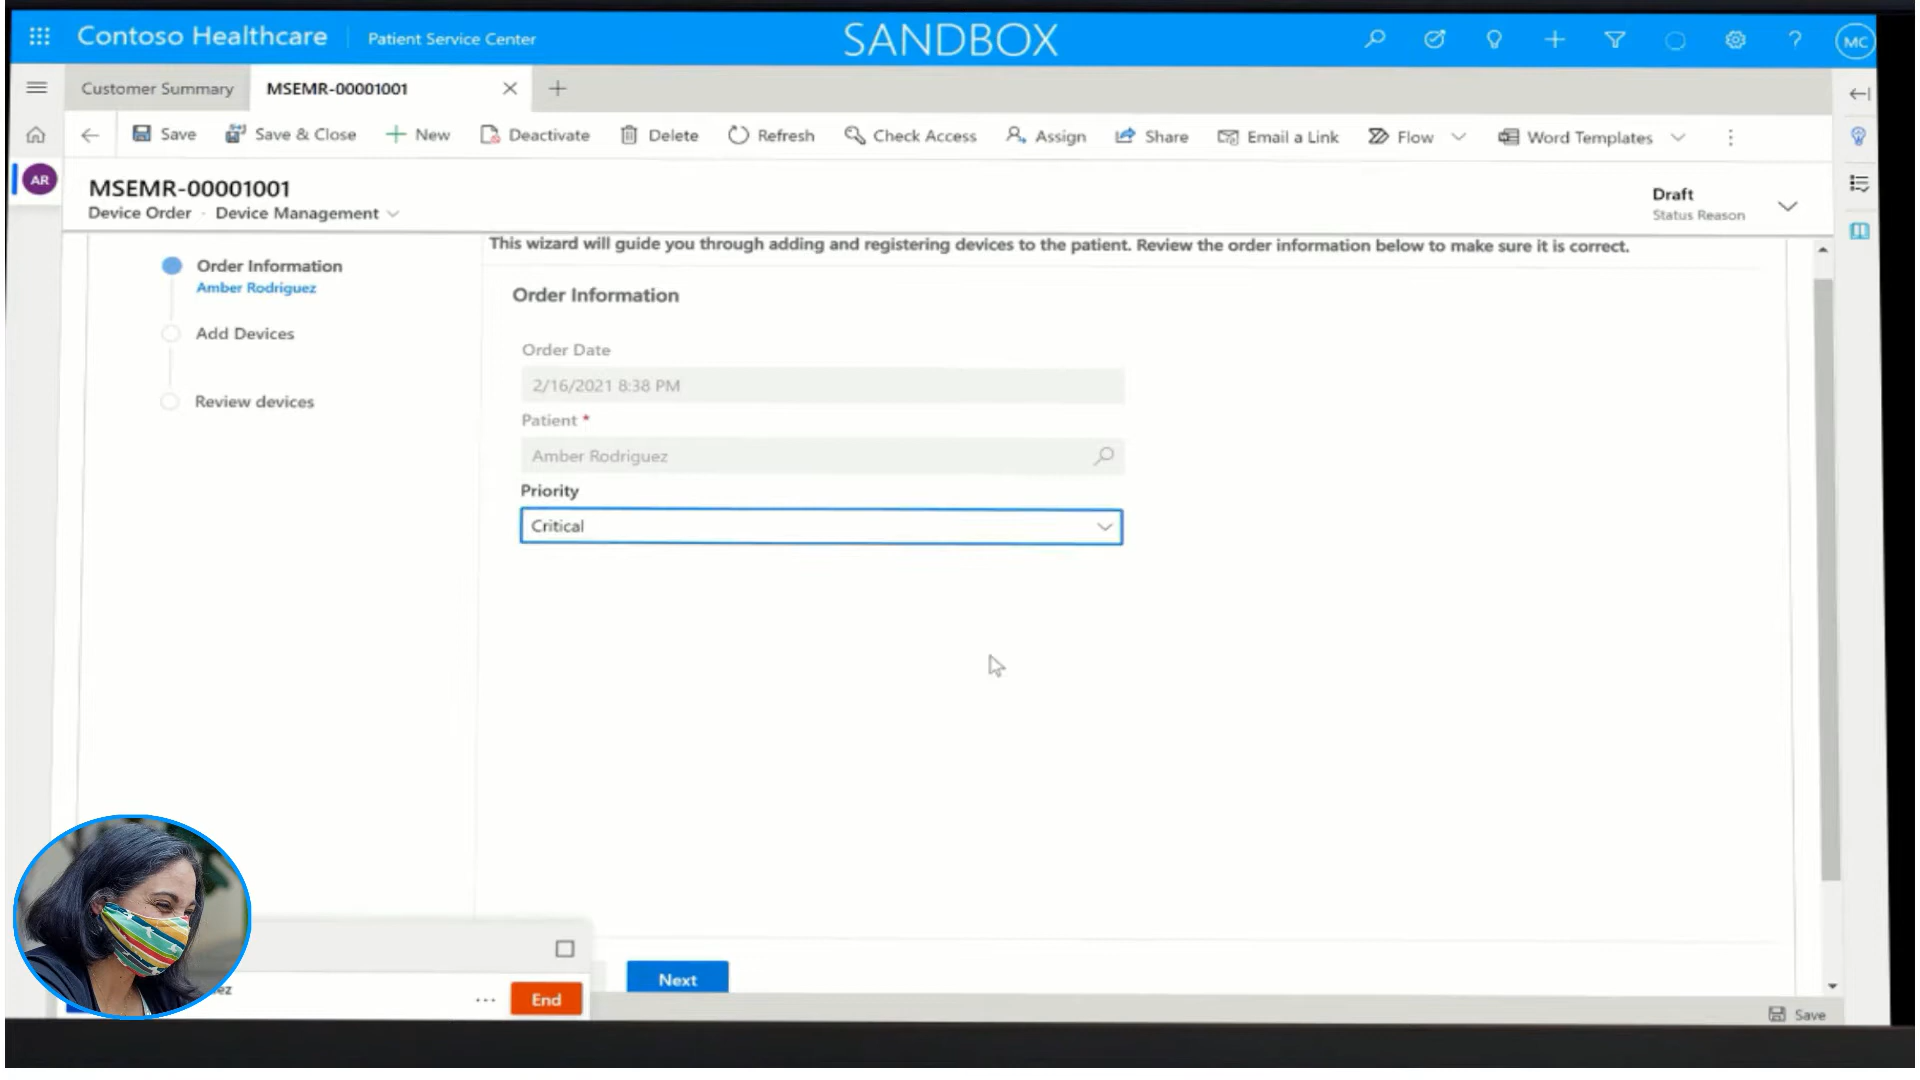 Contoso Healthcare Patient Service Center SANDBOX ? MC
Customer Summary MSEMR-00001001
Save Save & Close New Deactivate Delete Refresh Check Access Assign Share Email a Link Flow Word Templates
AR
MSEMR-00001001
Device Order · Device Management
Draft
Status Reason
This wizard will guide you through adding and registering devices to the patient. Review the order information below to make sure it is correct.
Order Information
Amber Rodriguez
Add Devices
Review devices
Order Information
Order Date
2/16/2021 8:38 PM
Patient *
Amber Rodriguez
Priority
Critical
Next
ez
... End
Save